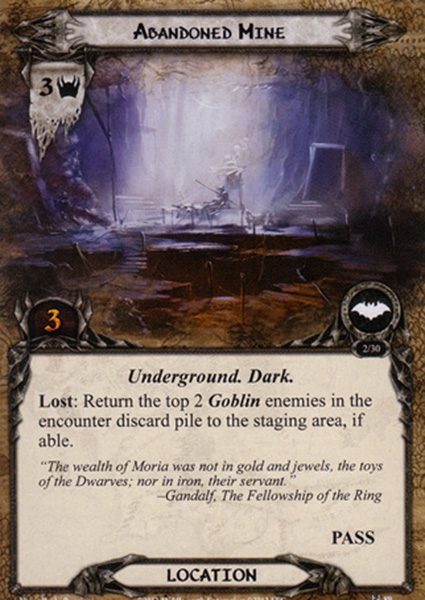 Abandoned Mine
3
3
2/30
Underground. Dark.
Lost: Return the top 2 Goblin enemies in the
encounter discard pile to the staging area, if
able.
“The wealth of Moria was not in gold and jewels, the toys
of the Dwarves; nor in iron, their servant.”
–Gandalf, The Fellowship of the Ring
PASS
LOCATION